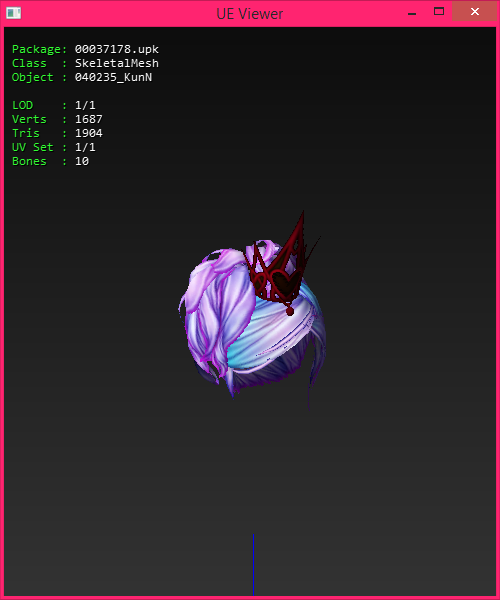 UE Viewer
Package: 00037178.upk
Class  : SkeletalMesh
Object : 040235_KunN
LOD    : 1/1
Verts  : 1687
Tris   : 1904
UV Set : 1/1
Bones  : 10